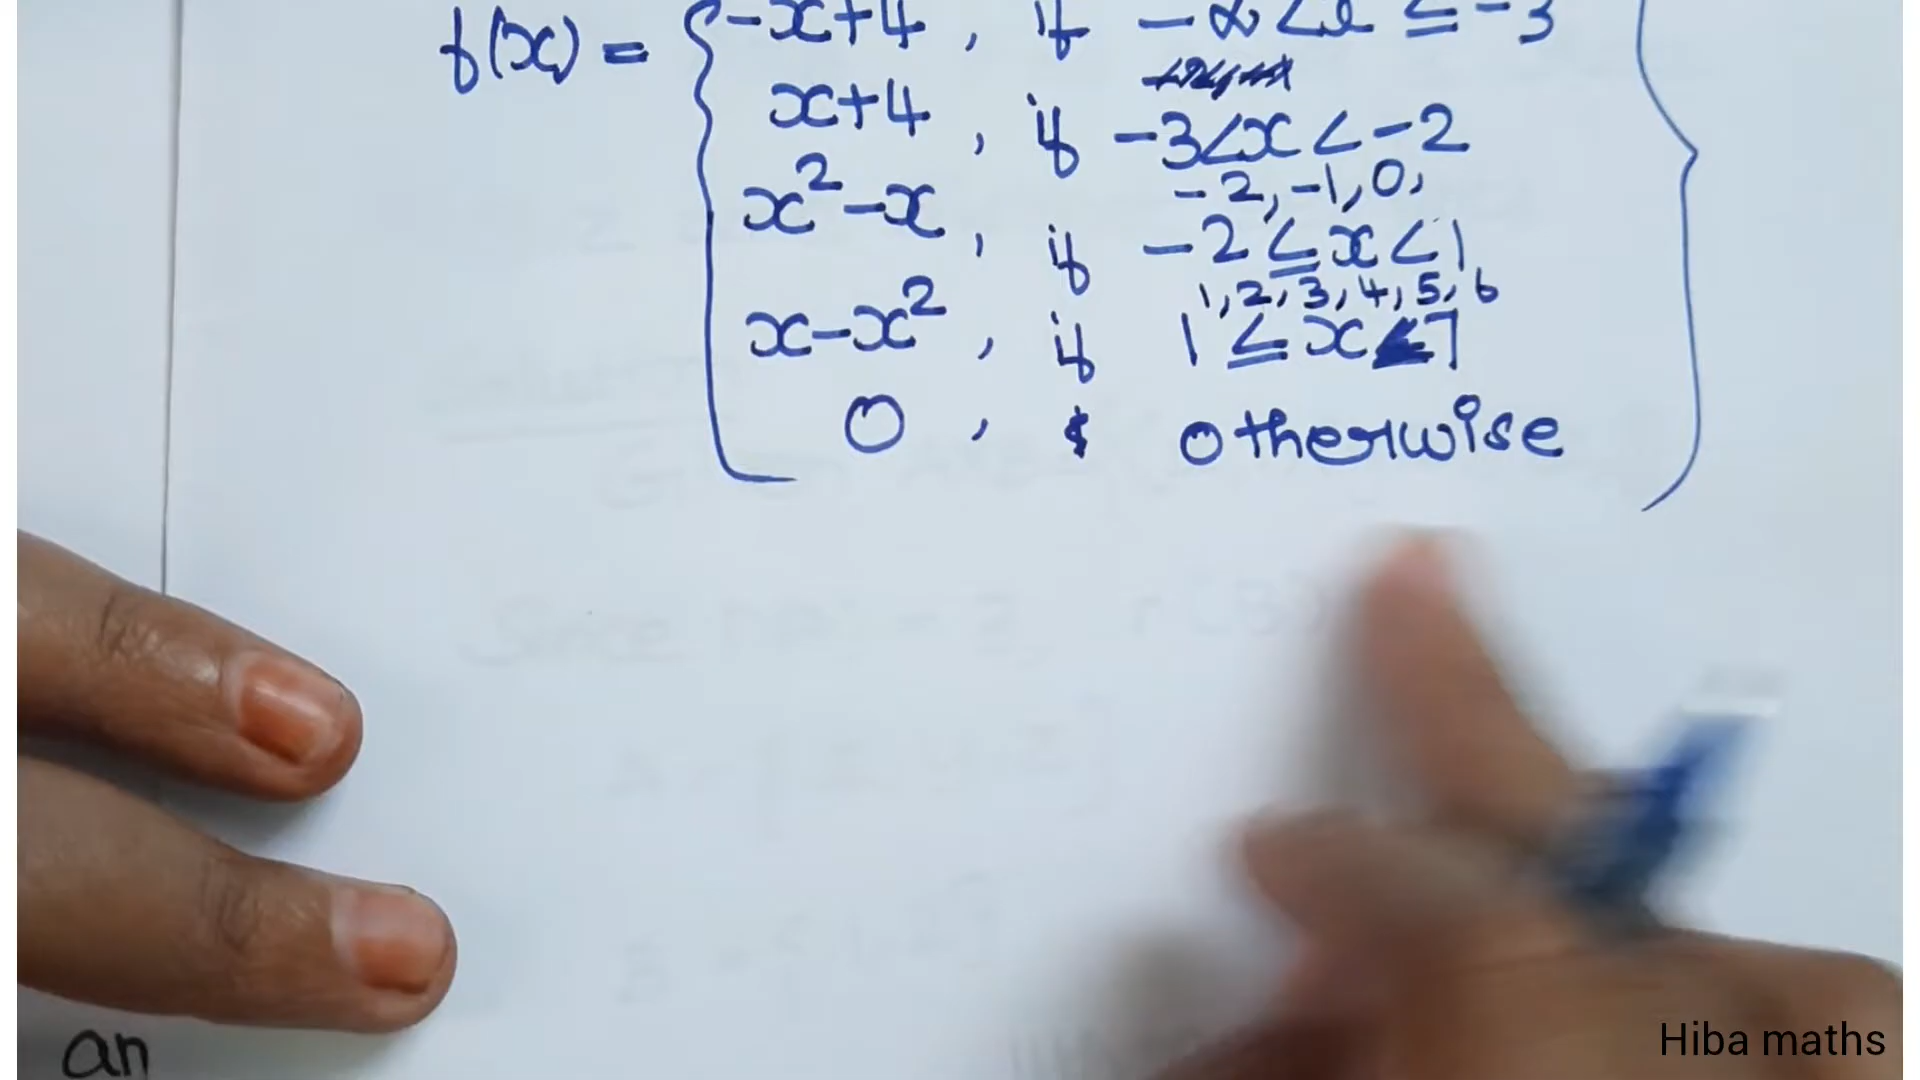 f(x) = { -x+4 , if -∞<x ≤ -3
x+4 , if -3<x<-2
-2, -1, 0,
x²-x , if -2≤x<1
1, 2, 3, 4, 5, 6
x-x² , if 1≤x<7
0 , otherwise
an
Hiba maths